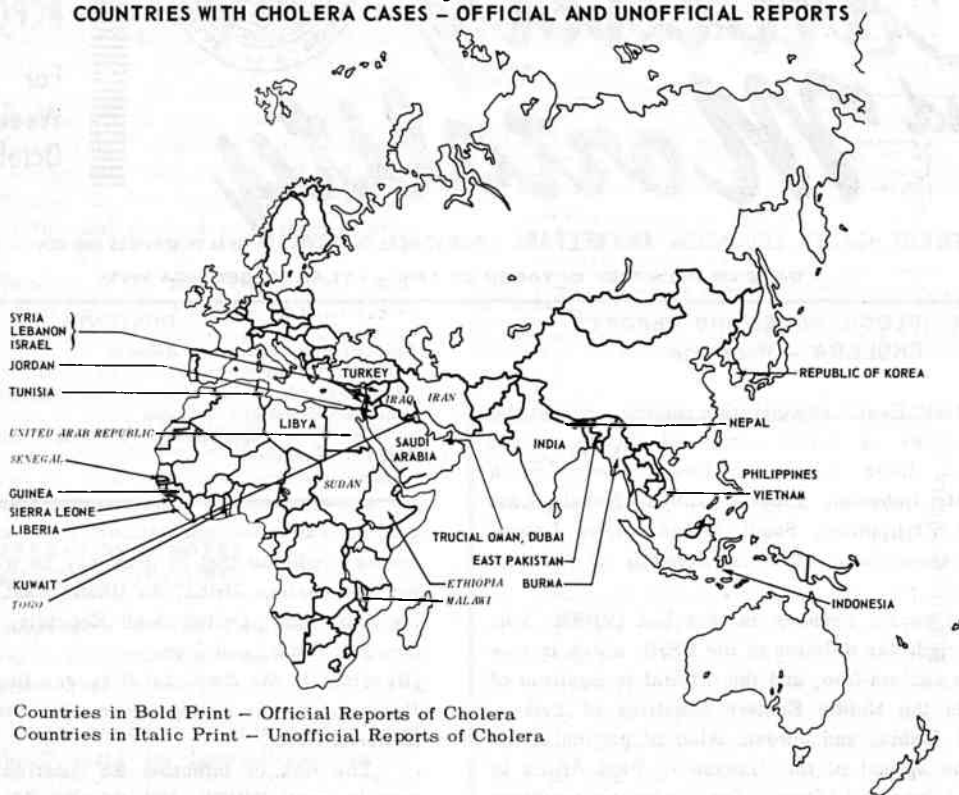 COUNTRIES WITH CHOLERA CASES – OFFICIAL AND UNOFFICIAL REPORTS
SYRIA
LEBANON
ISRAEL
JORDAN
TUNISIA
UNITED ARAB REPUBLIC
SENEGAL
GUINEA
SIERRA LEONE
LIBERIA
KUWAIT
TOGO
TURKEY
IRAQ
IRAN
LIBYA
SAUDI
ARABIA
SUDAN
INDIA
REPUBLIC OF KOREA
NEPAL
PHILIPPINES
VIETNAM
TRUCIAL OMAN, DUBAI
EAST PAKISTAN
ETHIOPIA
BURMA
MALAWI
INDONESIA
Countries in Bold Print – Official Reports of Cholera
Countries in Italic Print – Unofficial Reports of Cholera